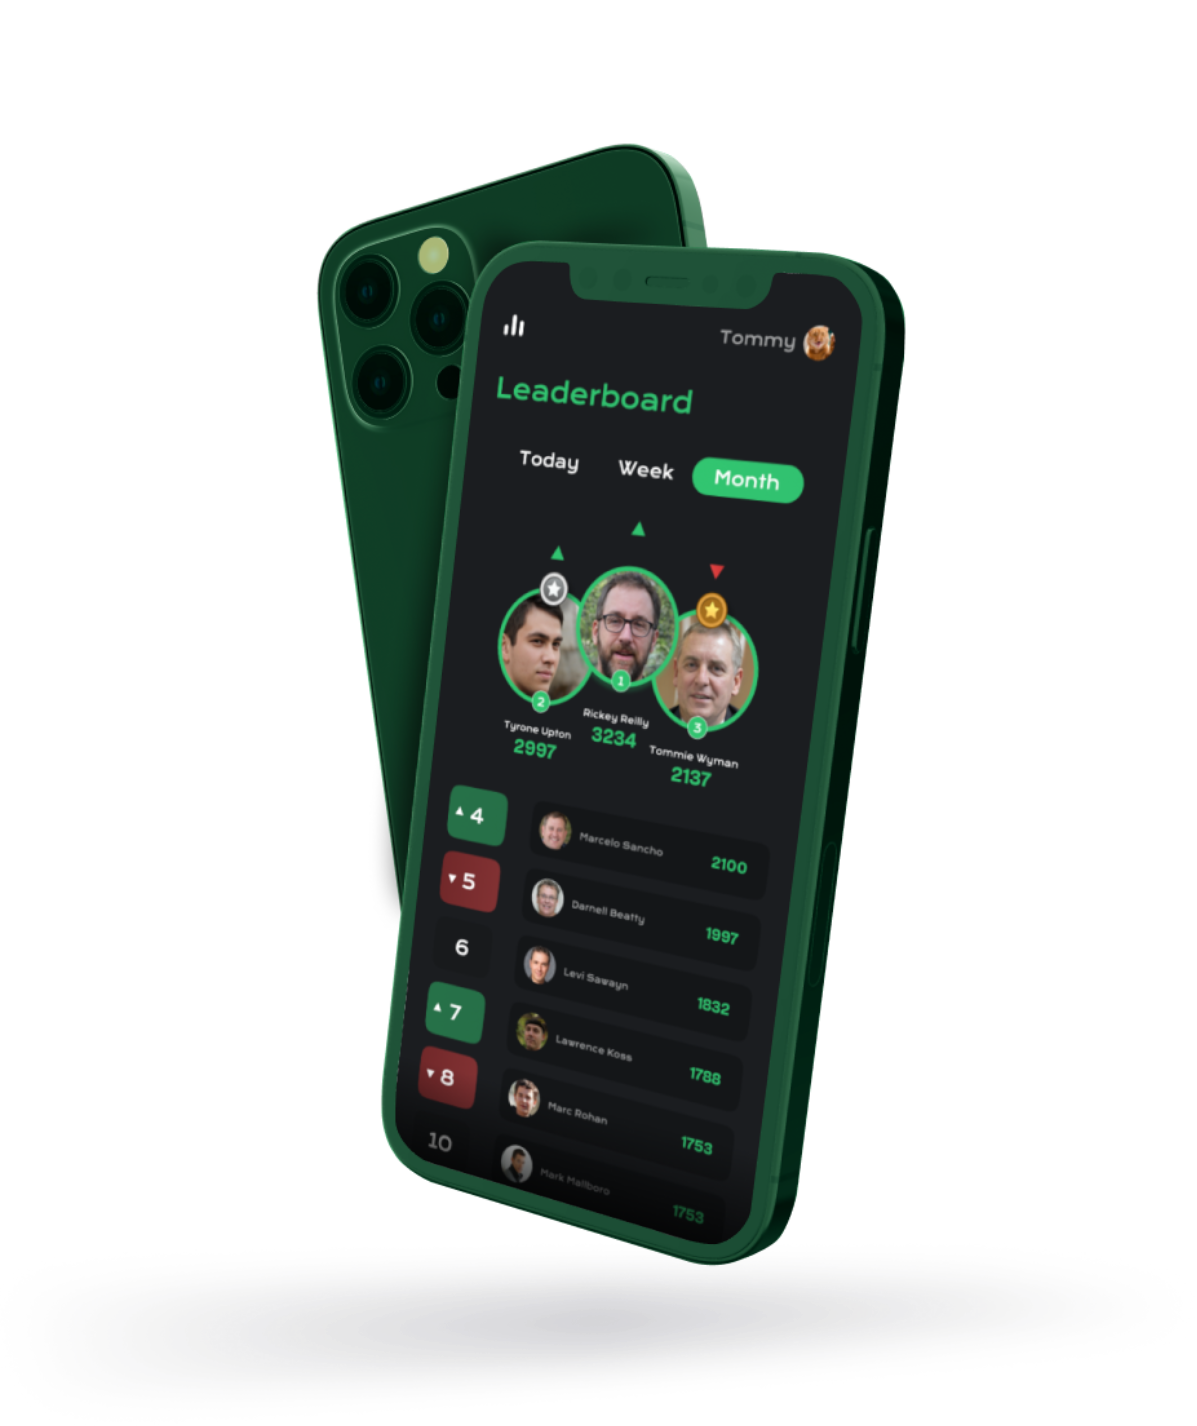 Tommy
Leaderboard
Today Week Month
1
2
3
Rickey Reilly
3234
Tyrone Upton
2997
Tommie Wyman
2137
4 Marcelo Sancho 2100
5 Darnell Beatty 1997
6 Levi Sawayn 1832
7 Lawrence Koss 1788
8 Marc Rohan 1753
10 Mark Mallboro 1753